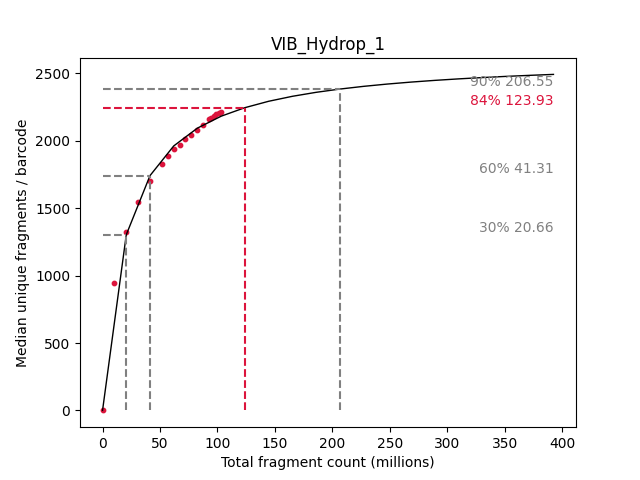 VIB_Hydrop_1
2500
2000
1500
1000
500
0
Median unique fragments / barcode
90% 206.55
84% 123.93
60% 41.31
30% 20.66
0 50 100 150 200 250 300 350 400
Total fragment count (millions)